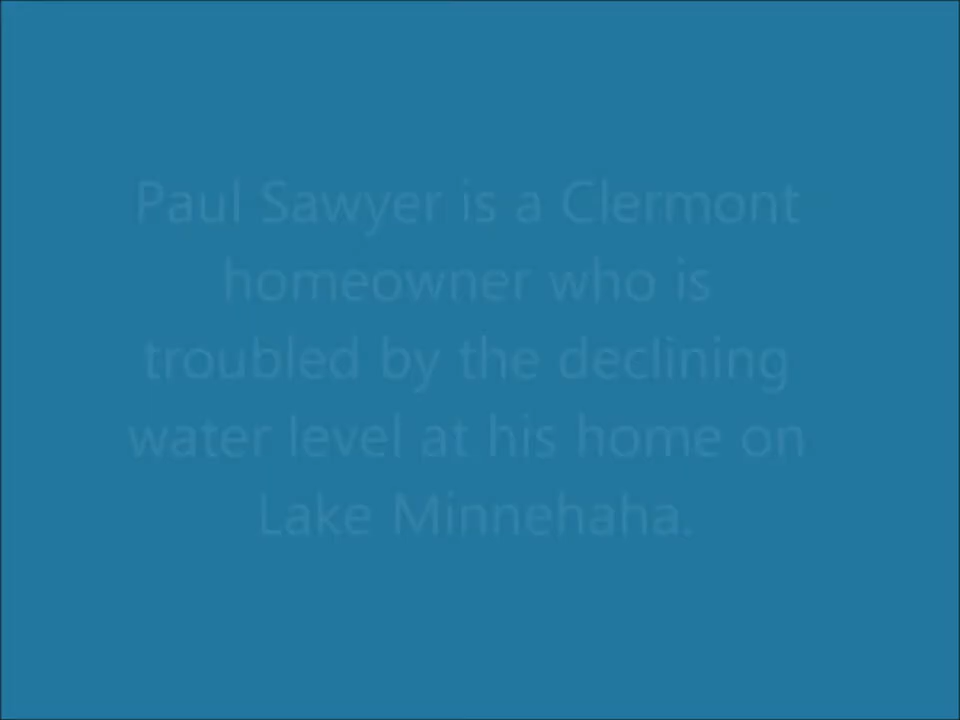 Paul Sawyer is a Clermont
homeowner who is
troubled by the declining
water level at his home on
Lake Minnehaha.